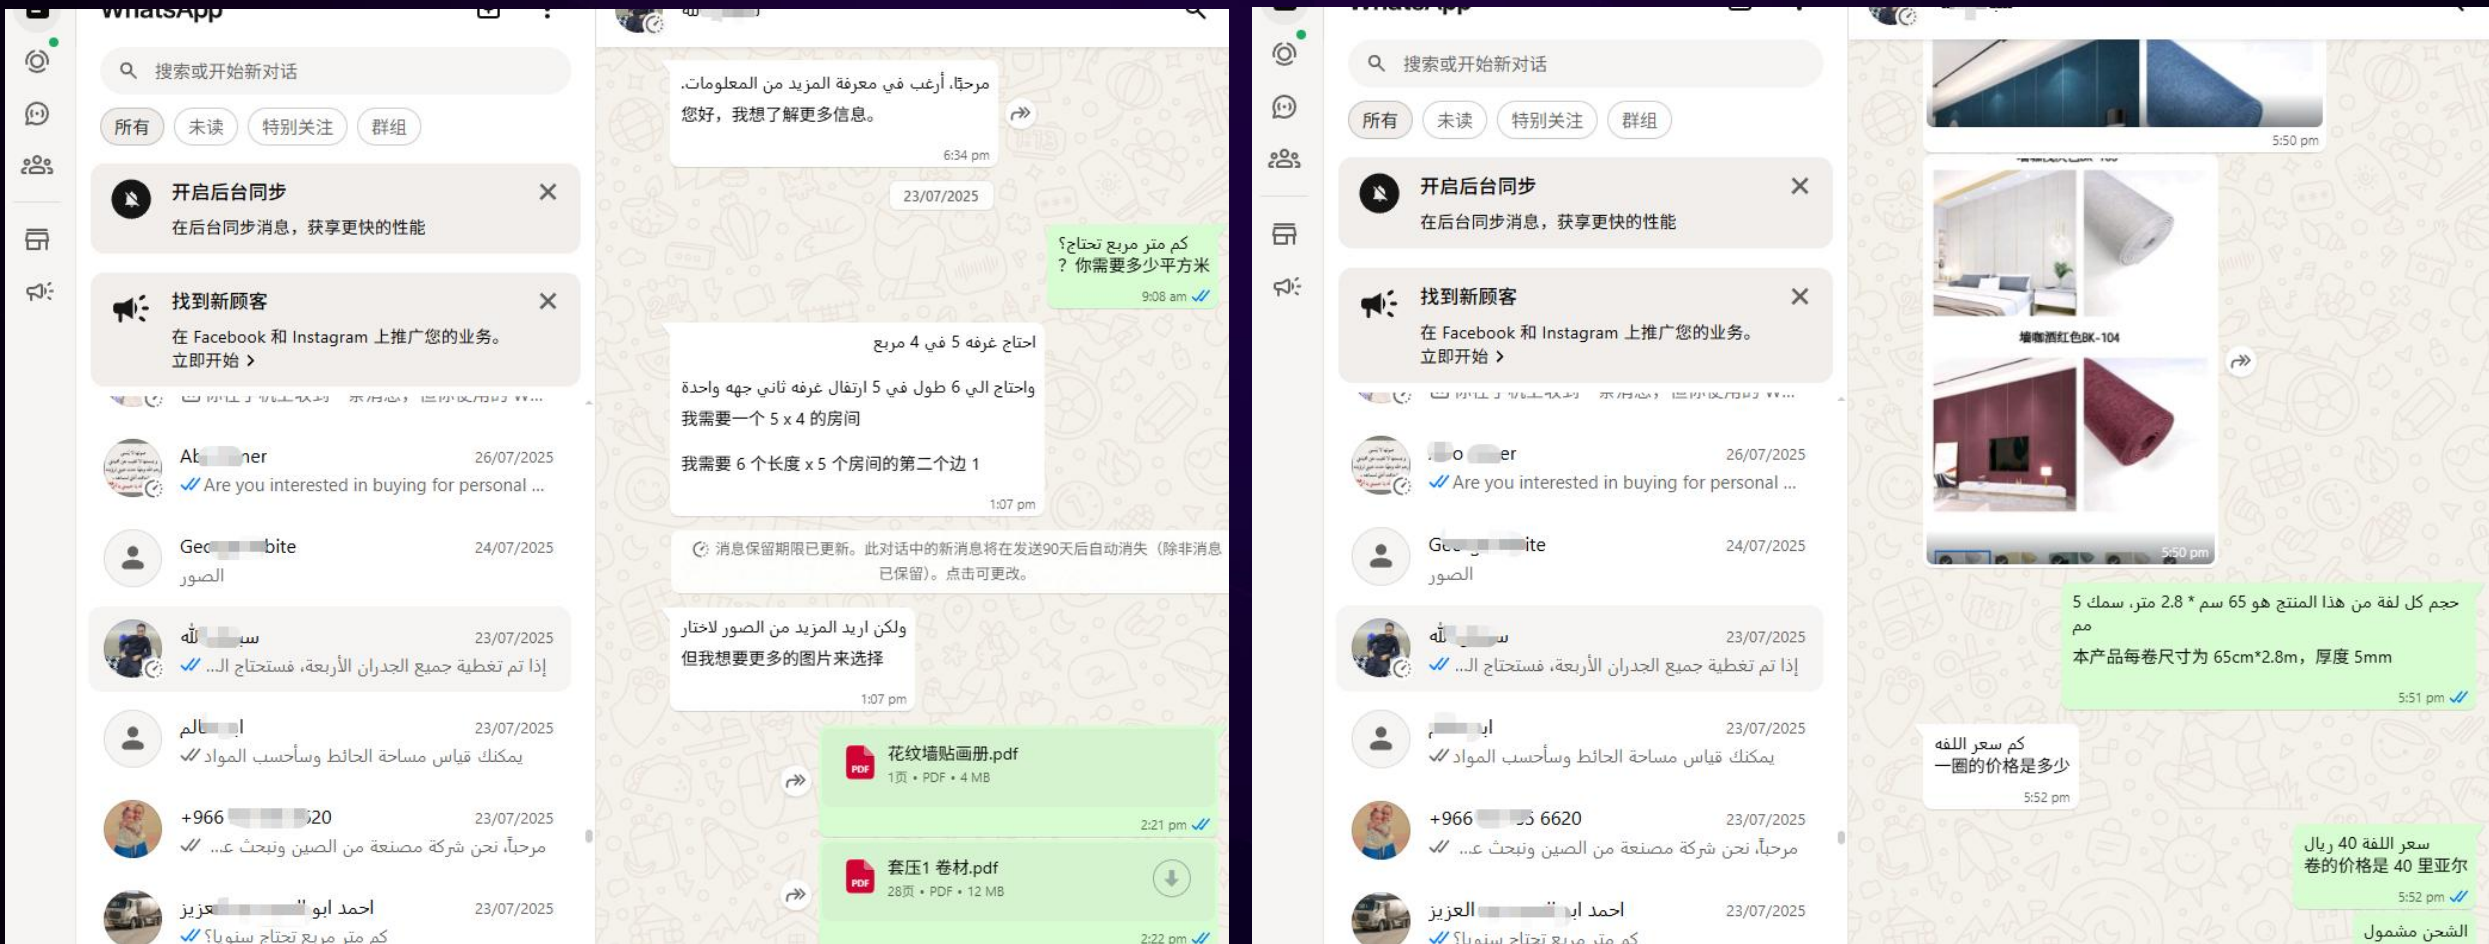 WhatsApp
搜索或开始新对话
所有
未读
特别关注
群组
开启后台同步
在后台同步消息，获享更快的性能
找到新顾客
在 Facebook 和 Instagram 上推广您的业务。
立即开始 >
26/07/2025
Are you interested in buying for personal ...
24/07/2025
الصور
23/07/2025
إذا تم تغطية جميع الجدران الأربعة، فستحتاج الـ...
23/07/2025
يمكنك قياس مساحة الحائط وسأحسب المواد
+966 20
23/07/2025
مرحباً، نحن شركة مصنعة من الصين ونبحث عـ...
احمد ابو
23/07/2025
كم متر مربع تحتاج سنويا؟
مرحبًا، أرغب في معرفة المزيد من المعلومات.
您好，我想了解更多信息。
6:34 pm
23/07/2025
كم متر مربع تحتاج؟
？你需要多少平方米
9:08 am
احتاج غرفه 5 في 4 مربع
واحتاج الي 6 طول في 5 ارتفال غرفه ثاني جهه واحدة
我需要一个 5 x 4 的房间
我需要 6 个长度 x 5 个房间的第二个边 1
1:07 pm
消息保留期限已更新。此对话中的新消息将在发送90天后自动消失（除非消息
已保留）。点击可更改。
ولكن اريد المزيد من الصور لاختار
但我想要更多的图片来选择
1:07 pm
花纹墙贴画册.pdf
PDF
1页 • PDF • 4 MB
2:21 pm
套压1 卷材.pdf
PDF
28页 • PDF • 12 MB
2:22 pm
WhatsApp
搜索或开始新对话
所有
未读
特别关注
群组
开启后台同步
在后台同步消息，获享更快的性能
找到新顾客
在 Facebook 和 Instagram 上推广您的业务。
立即开始 >
26/07/2025
Are you interested in buying for personal ...
24/07/2025
الصور
23/07/2025
إذا تم تغطية جميع الجدران الأربعة، فستحتاج الـ...
23/07/2025
يمكنك قياس مساحة الحائط وسأحسب المواد
+966 6620
23/07/2025
مرحباً، نحن شركة مصنعة من الصين ونبحث عـ...
احمد العزيز
23/07/2025
كم متر مربع تحتاج سنويا؟
5:50 pm
墙咖酒红色BK-104
5:50 pm
حجم كل لفة من هذا المنتج هو 65 سم * 2.8 متر، سمك 5
مم
本产品每卷尺寸为 65cm*2.8m，厚度 5mm
5:51 pm
كم سعر اللفه
一圈的价格是多少
5:52 pm
سعر اللفة 40 ريال
卷的价格是 40 里亚尔
5:52 pm
الشحن مشمول